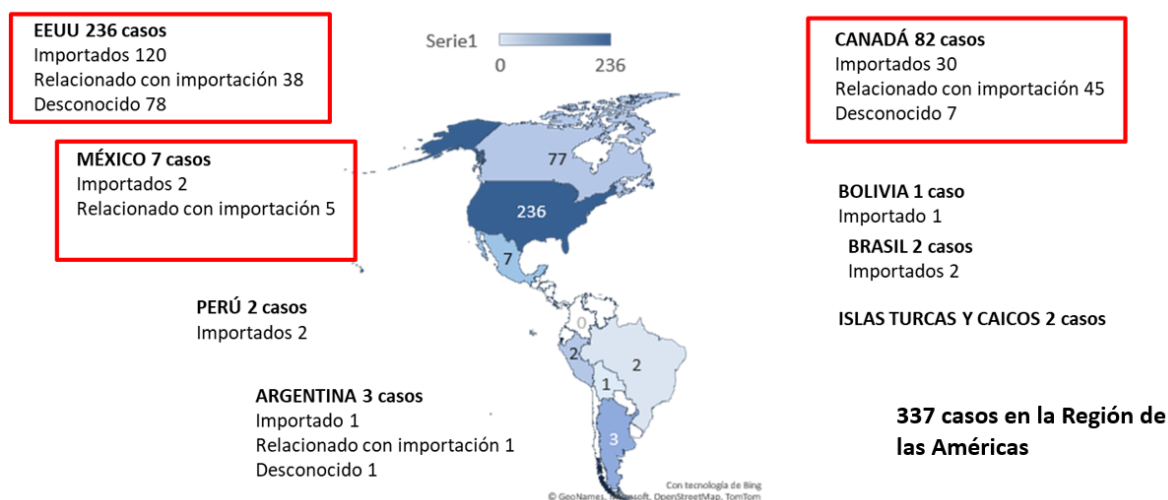 EEUU 236 casos
Importados 120
Relacionado con importación 38
Desconocido 78
Serie1
0 236
CANADÁ 82 casos
Importados 30
Relacionado con importación 45
Desconocido 7
MÉXICO 7 casos
Importados 2
Relacionado con importación 5
77
236
7
BOLIVIA 1 caso
Importado 1
BRASIL 2 casos
Importados 2
PERÚ 2 casos
Importados 2
ISLAS TURCAS Y CAICOS 2 casos
0
2
2
1
3
ARGENTINA 3 casos
Importado 1
Relacionado con importación 1
Desconocido 1
337 casos en la Región de
las Américas
Con tecnología de Bing
© GeoNames, Microsoft, OpenStreetMap, TomTom